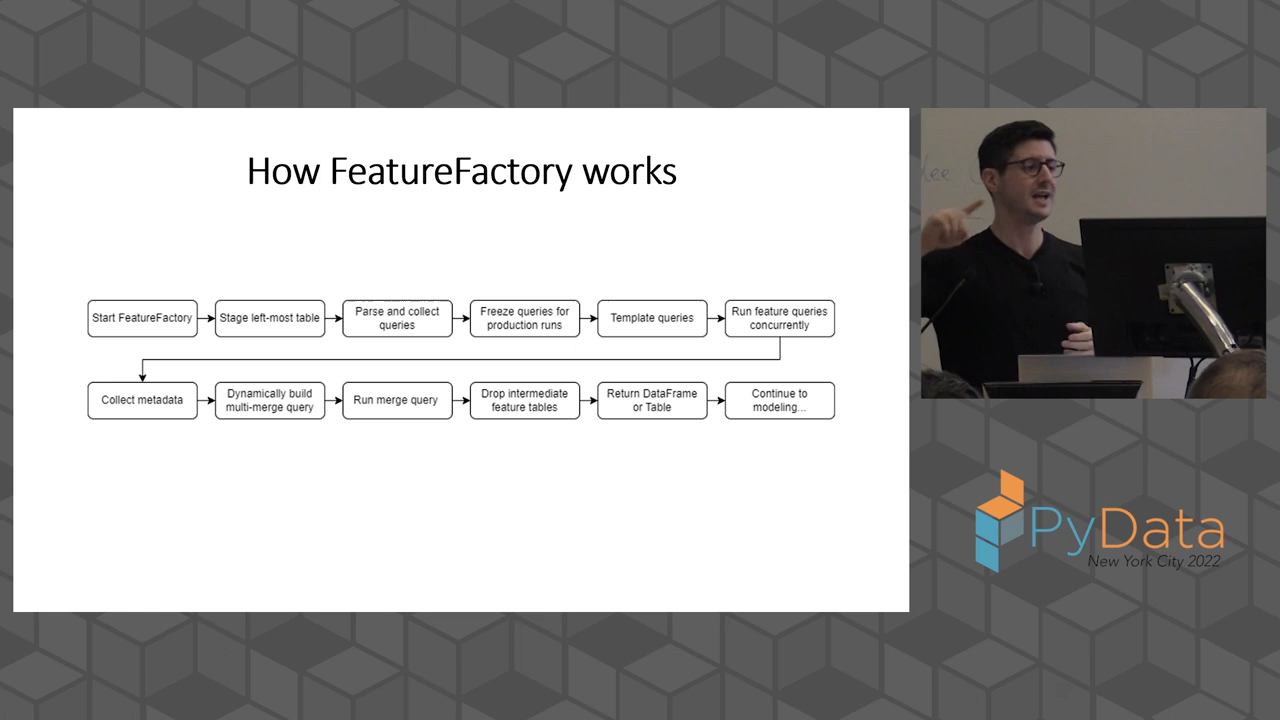 How FeatureFactory works
Start FeatureFactory
Stage left-most table
Parse and collect
queries
Freeze queries for
production runs
Template queries
Run feature queries
concurrently
Collect metadata
Dynamically build
multi-merge query
Run merge query
Drop intermediate
feature tables
Return DataFrame
or Table
Continue to
modeling...
PyData
New York City 2022